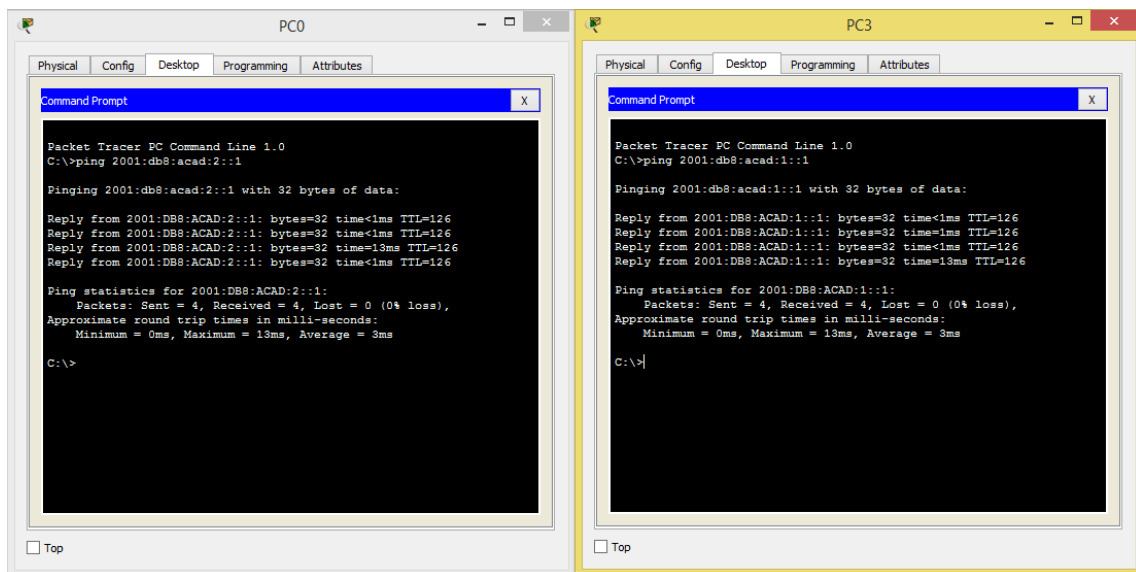 PC0
Physical Config Desktop Programming Attributes
Command Prompt X
Packet Tracer PC Command Line 1.0
C:\>ping 2001:db8:acad:2::1
Pinging 2001:db8:acad:2::1 with 32 bytes of data:
Reply from 2001:DB8:ACAD:2::1: bytes=32 time<1ms TTL=126
Reply from 2001:DB8:ACAD:2::1: bytes=32 time<1ms TTL=126
Reply from 2001:DB8:ACAD:2::1: bytes=32 time=13ms TTL=126
Reply from 2001:DB8:ACAD:2::1: bytes=32 time<1ms TTL=126
Ping statistics for 2001:DB8:ACAD:2::1:
Packets: Sent = 4, Received = 4, Lost = 0 (0% loss),
Approximate round trip times in milli-seconds:
Minimum = 0ms, Maximum = 13ms, Average = 3ms
C:\>
Top
PC3
Physical Config Desktop Programming Attributes
Command Prompt X
Packet Tracer PC Command Line 1.0
C:\>ping 2001:db8:acad:1::1
Pinging 2001:db8:acad:1::1 with 32 bytes of data:
Reply from 2001:DB8:ACAD:1::1: bytes=32 time<1ms TTL=126
Reply from 2001:DB8:ACAD:1::1: bytes=32 time=1ms TTL=126
Reply from 2001:DB8:ACAD:1::1: bytes=32 time<1ms TTL=126
Reply from 2001:DB8:ACAD:1::1: bytes=32 time=13ms TTL=126
Ping statistics for 2001:DB8:ACAD:1::1:
Packets: Sent = 4, Received = 4, Lost = 0 (0% loss),
Approximate round trip times in milli-seconds:
Minimum = 0ms, Maximum = 13ms, Average = 3ms
C:\>
Top